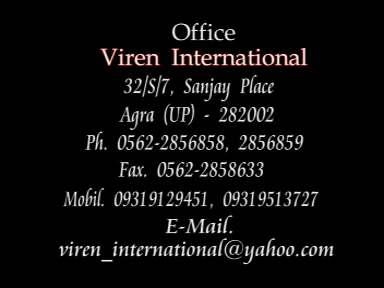 Office
Viren International
32/S/7, Sanjay Place
Agra (UP) - 282002
Ph. 0562-2856858, 2856859
Fax. 0562-2858633
Mobil. 09319129451, 09319513727
E-Mail.
viren_international@yahoo.com